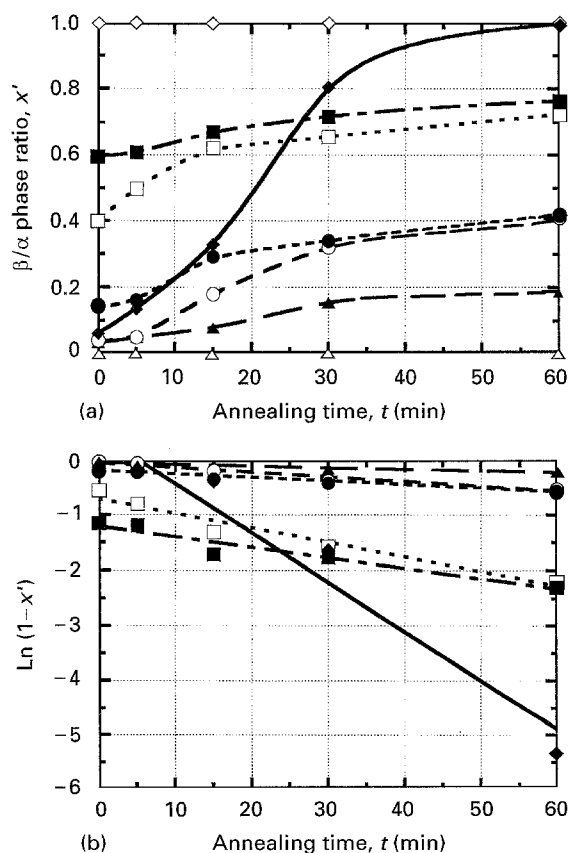 β/α phase ratio, x′
1.0
0.8
0.6
0.4
0.2
0
0 10 20 30 40 50 60
(a) Annealing time, t (min)
Ln (1−x′)
0
−1
−2
−3
−4
−5
−6
0 10 20 30 40 50 60
(b) Annealing time, t (min)